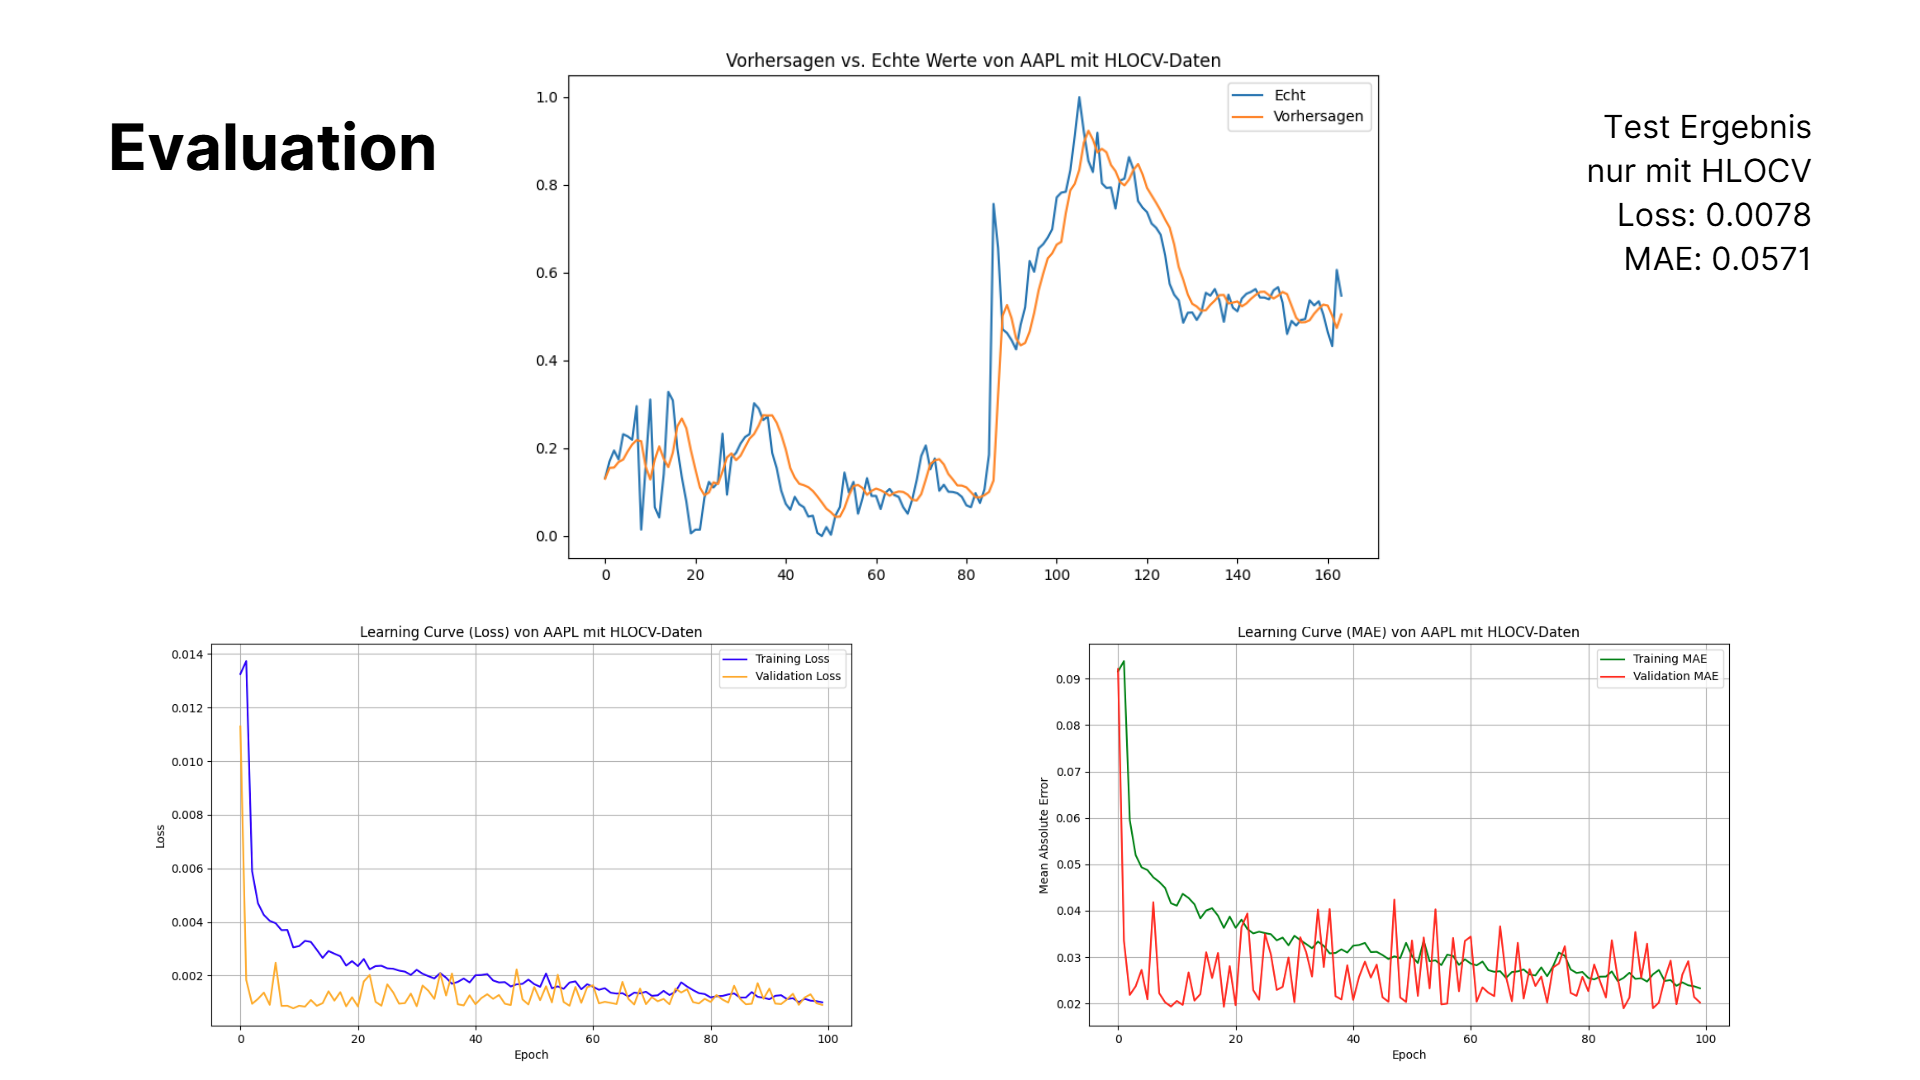 Evaluation
Vorhersagen vs. Echte Werte von AAPL mit HLOCV-Daten
Echt
Vorhersagen
1.0
0.8
0.6
0.4
0.2
0.0
0 20 40 60 80 100 120 140 160
Test Ergebnis
nur mit HLOCV
Loss: 0.0078
MAE: 0.0571
Learning Curve (Loss) von AAPL mit HLOCV-Daten
Training Loss
Validation Loss
Loss
0.014
0.012
0.010
0.008
0.006
0.004
0.002
0 20 40 60 80 100
Epoch
Learning Curve (MAE) von AAPL mit HLOCV-Daten
Training MAE
Validation MAE
Mean Absolute Error
0.09
0.08
0.07
0.06
0.05
0.04
0.03
0.02
0 20 40 60 80 100
Epoch